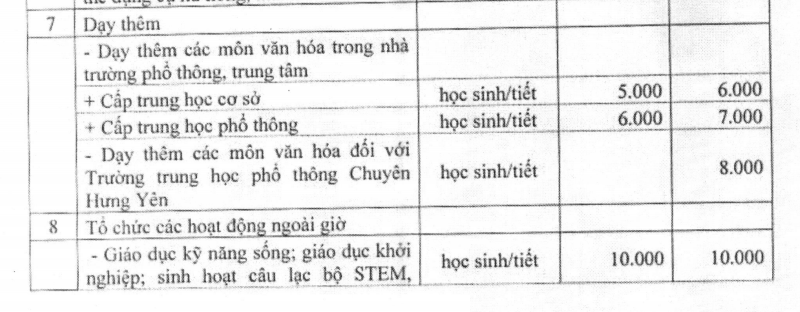 7 Dạy thêm
- Dạy thêm các môn văn hóa trong nhà
trường phổ thông, trung tâm
+ Cấp trung học cơ sở học sinh/tiết 5.000 6.000
+ Cấp trung học phổ thông học sinh/tiết 6.000 7.000
- Dạy thêm các môn văn hóa đối với
Trường trung học phổ thông Chuyên học sinh/tiết 8.000
Hưng Yên
8 Tổ chức các hoạt động ngoài giờ
- Giáo dục kỹ năng sống; giáo dục khởi
nghiệp; sinh hoạt câu lạc bộ STEM, học sinh/tiết 10.000 10.000